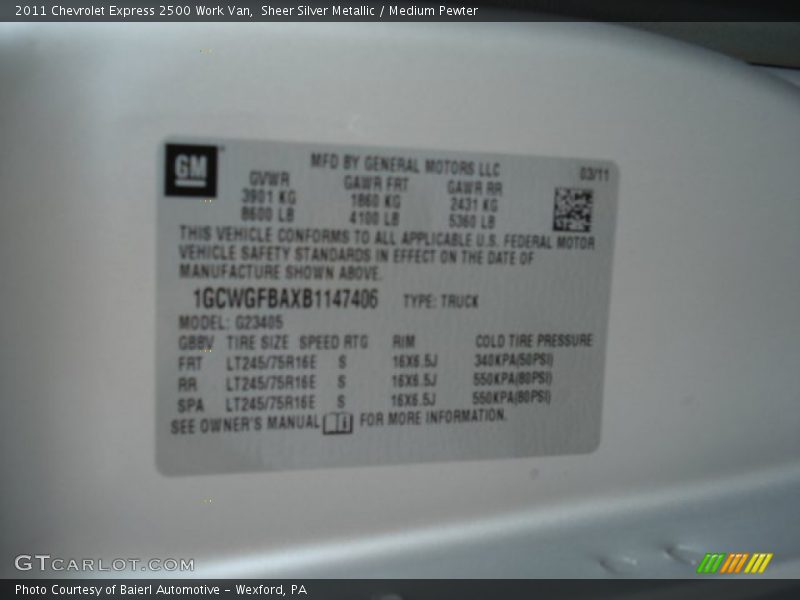 2011 Chevrolet Express 2500 Work Van, Sheer Silver Metallic / Medium Pewter
GM
MFD BY GENERAL MOTORS LLC 03/11
GVWR GAWR FRT GAWR RR
3901 KG 1860 KG 2431 KG
8600 LB 4100 LB 5360 LB
THIS VEHICLE CONFORMS TO ALL APPLICABLE U.S. FEDERAL MOTOR
VEHICLE SAFETY STANDARDS IN EFFECT ON THE DATE OF
MANUFACTURE SHOWN ABOVE.
1GCWGFBAXB1147406 TYPE: TRUCK
MODEL: G23405
GBBV TIRE SIZE SPEED RTG RIM COLD TIRE PRESSURE
FRT LT245/75R16E S 16X6.5J 340KPA(50PSI)
RR LT245/75R16E S 16X6.5J 550KPA(80PSI)
SPA LT245/75R16E S 16X6.5J 550KPA(80PSI)
SEE OWNER'S MANUAL FOR MORE INFORMATION.
GTCARLOT.COM
Photo Courtesy of Baierl Automotive - Wexford, PA